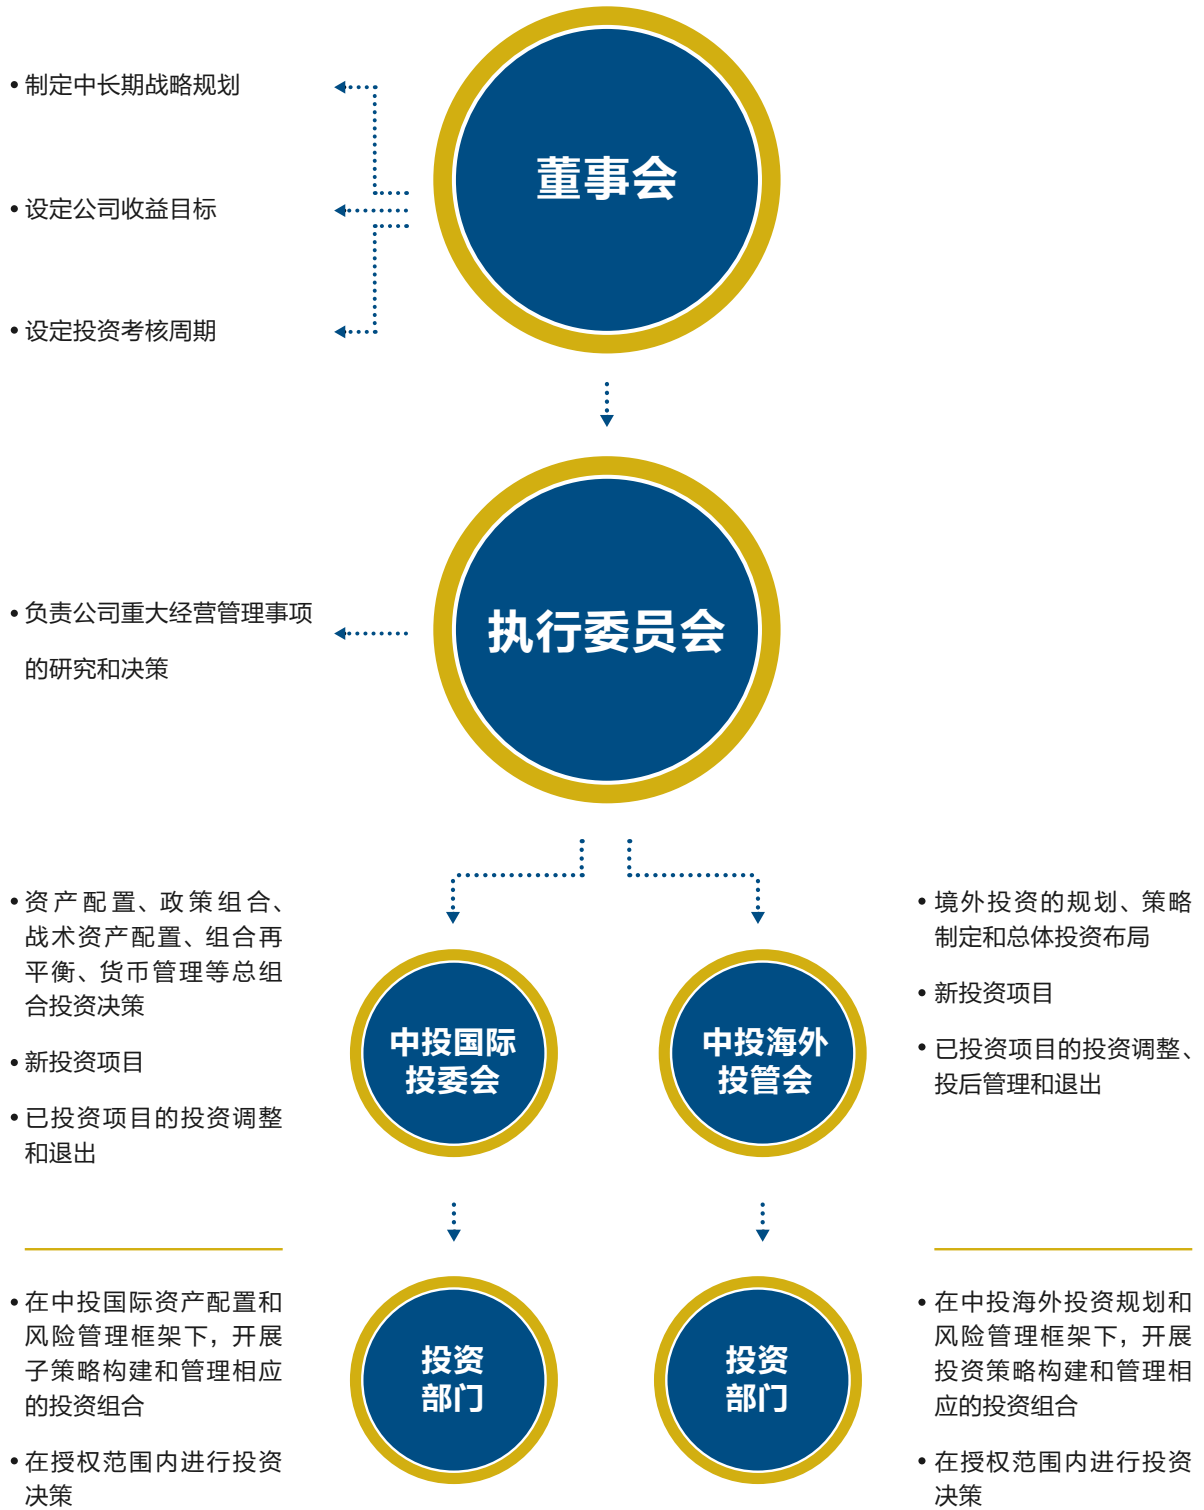 董事会
• 制定中长期战略规划
• 设定公司收益目标
• 设定投资考核周期
执行委员会
• 负责公司重大经营管理事项
的研究和决策
• 资产配置、政策组合、
战术资产配置、组合再
平衡、货币管理等总组
合投资决策
• 新投资项目
• 已投资项目的投资调整
和退出
中投国际
投委会
中投海外
投管会
• 境外投资的规划、策略
制定和总体投资布局
• 新投资项目
• 已投资项目的投资调整、
投后管理和退出
• 在中投国际资产配置和
风险管理框架下，开展
子策略构建和管理相应
的投资组合
• 在授权范围内进行投资
决策
投资
部门
投资
部门
• 在中投海外投资规划和
风险管理框架下，开展
投资策略构建和管理相
应的投资组合
• 在授权范围内进行投资
决策